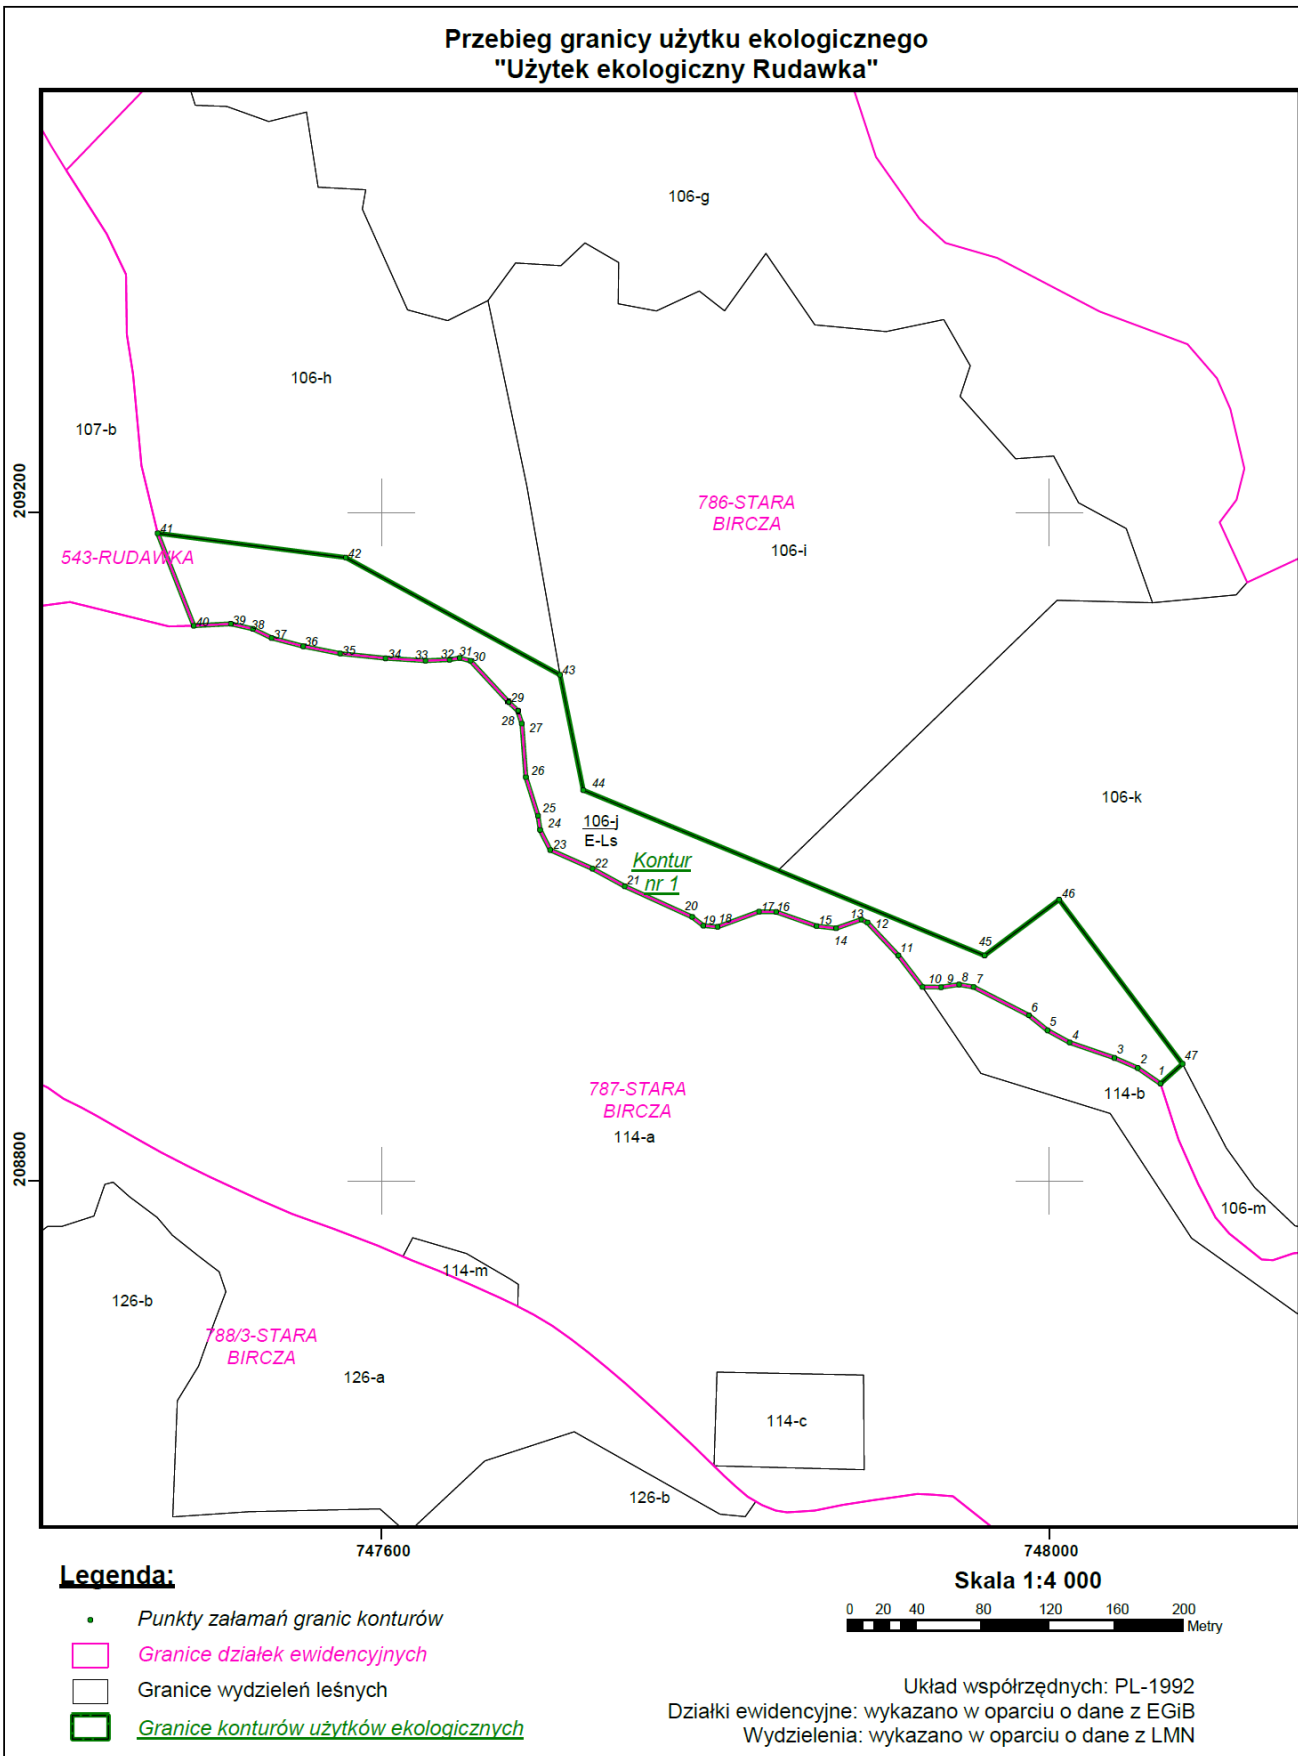 Przebieg granicy użytku ekologicznego
"Użytek ekologiczny Rudawka"
106-g
106-h
107-b
209200
786-STARA
BIRCZA
106-i
41
42
543-RUDAWKA
40
39
38
37
36
35
34
33
32
31
30
43
29
28
27
26
44
106-k
25
24
106-j
E-Ls
23
Kontur
nr 1
22
21
20
19
18
17
16
15
14
13
12
46
45
11
10
9
8
7
6
5
4
3
2
1
47
114-b
787-STARA
BIRCZA
114-a
208800
106-m
114-m
126-b
788/3-STARA
BIRCZA
126-a
114-c
126-b
747600
748000
Legenda:
Punkty załamań granic konturów
Granice działek ewidencyjnych
Granice wydzieleń leśnych
Granice konturów użytków ekologicznych
Skala 1:4 000
0 20 40 80 120 160 200
Metry
Układ współrzędnych: PL-1992
Działki ewidencyjne: wykazano w oparciu o dane z EGiB
Wydzielenia: wykazano w oparciu o dane z LMN